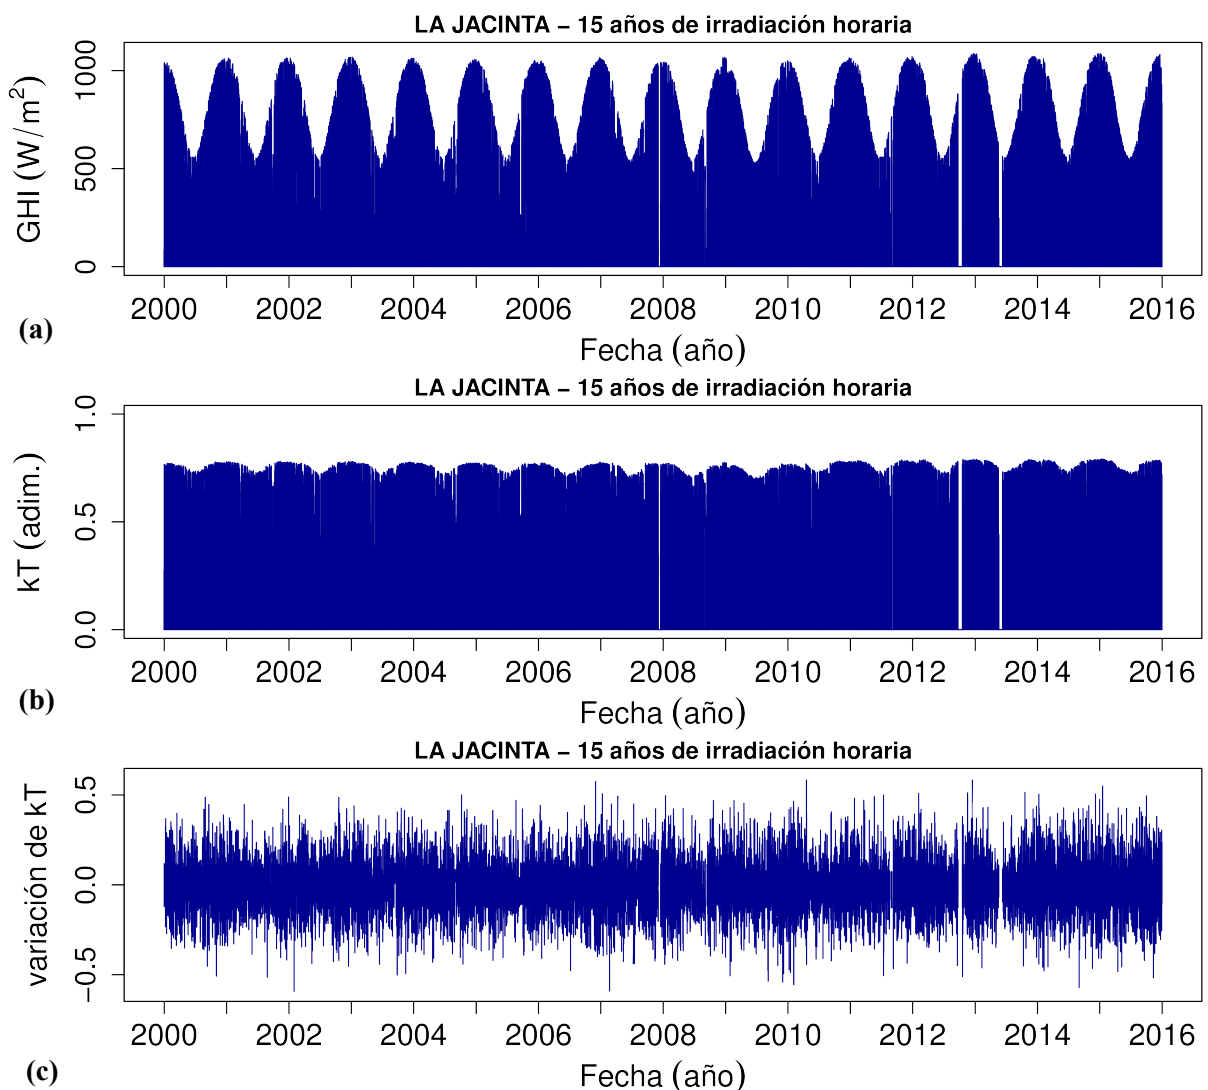 LA JACINTA − 15 años de irradiación horaria
GHI (W/m²)
1000
500
0
2000 2002 2004 2006 2008 2010 2012 2014 2016
(a)
Fecha (año)
LA JACINTA − 15 años de irradiación horaria
kT (adim.)
1.0
0.5
0.0
2000 2002 2004 2006 2008 2010 2012 2014 2016
(b)
Fecha (año)
LA JACINTA − 15 años de irradiación horaria
variación de kT
0.5
0.0
−0.5
2000 2002 2004 2006 2008 2010 2012 2014 2016
(c)
Fecha (año)